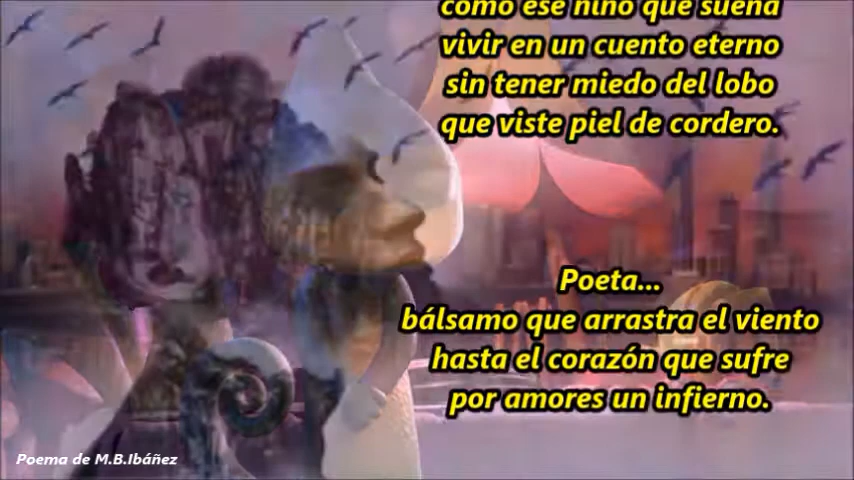 como ese niño que sueña
vivir en un cuento eterno
sin tener miedo del lobo
que viste piel de cordero.
Poeta...
bálsamo que arrastra el viento
hasta el corazón que sufre
por amores un infierno.
Poema de M.B.Ibáñez